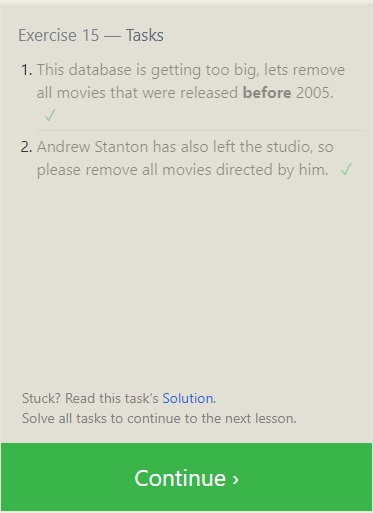 Exercise 15 — Tasks
1. This database is getting too big, lets remove
all movies that were released before 2005.
✓
2. Andrew Stanton has also left the studio, so
please remove all movies directed by him. ✓
Stuck? Read this task's Solution.
Solve all tasks to continue to the next lesson.
Continue ›